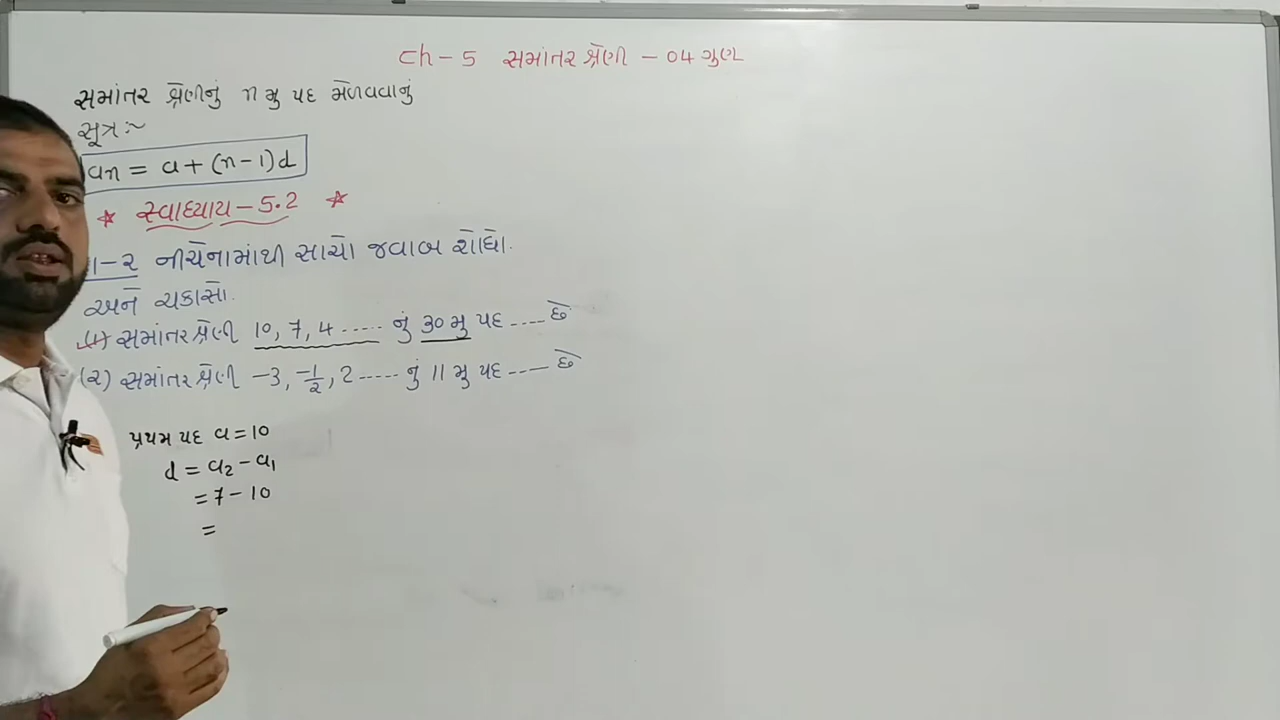 Ch - 5 સમાંતર શ્રેણી - 04 ગુણ
સમાંતર શ્રેણીનું n મુ પદ મેળવવાનું
સૂત્ર :~
an = a + (n - 1)d
★ સ્વાધ્યાય - 5.2 ★
1-૨ નીચેનામાંથી સાચો જવાબ શોધો.
અને ચકાસો.
(1) સમાંતર શ્રેણી 10, 7, 4 ..... નું 30 મુ પદ .... છે
(૨) સમાંતર શ્રેણી -3, -1/2, 2 ..... નું 11 મુ પદ .... છે
પ્રથમ પદ a = 10
d = a₂ - a₁
= 7 - 10
=